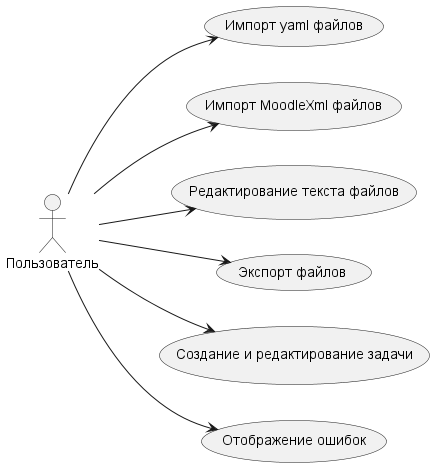 Импорт yaml файлов
Импорт MoodleXml файлов
Редактирование текста файлов
Пользователь
Экспорт файлов
Создание и редактирование задачи
Отображение ошибок